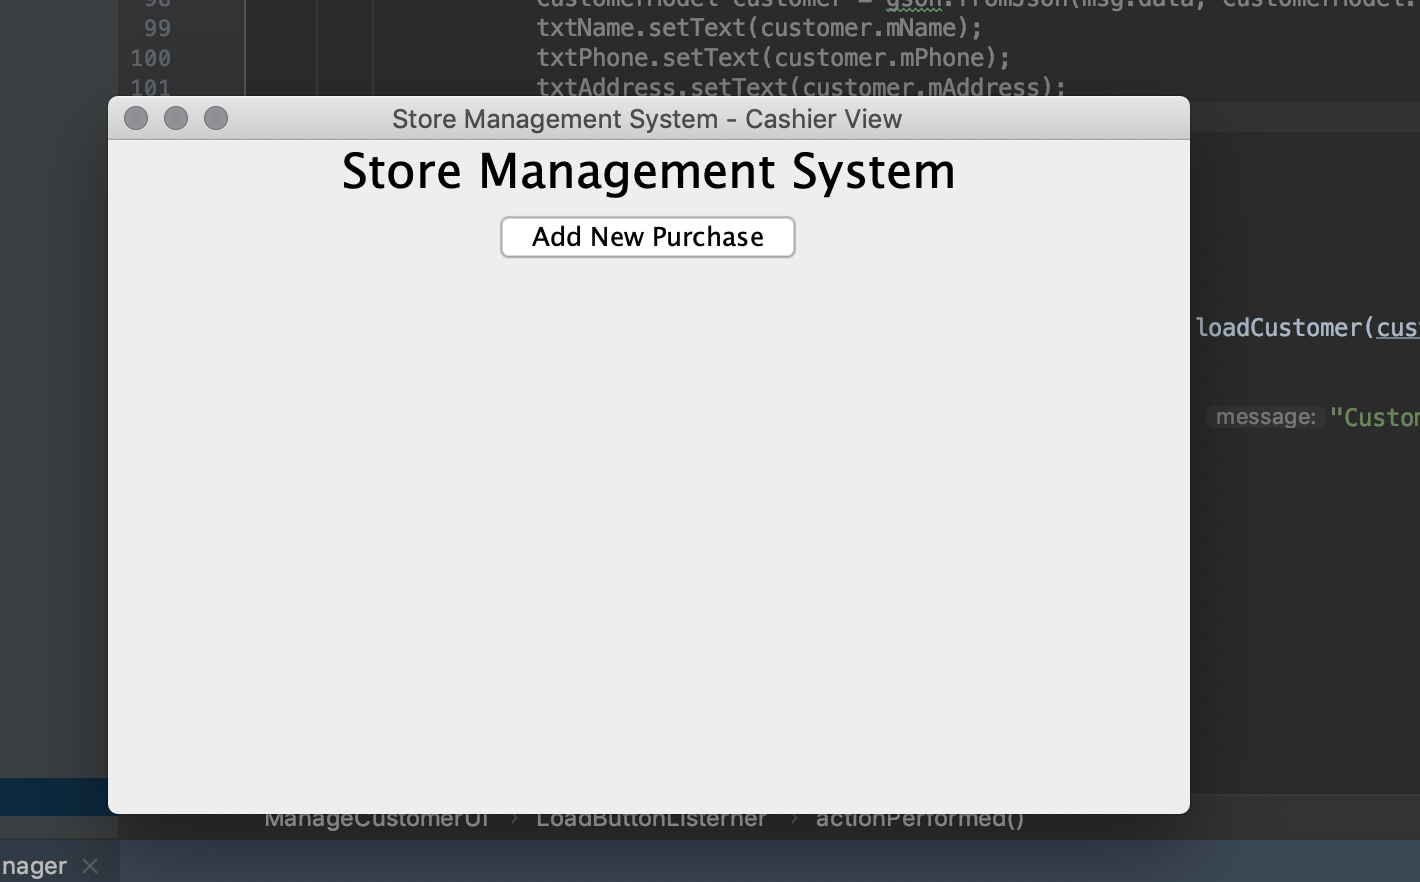 98 CustomerModel customer = gson.fromJson(msg.data, CustomerModel.
99 txtName.setText(customer.mName);
100 txtPhone.setText(customer.mPhone);
101 txtAddress.setText(customer.mAddress);
Store Management System - Cashier View
Store Management System
Add New Purchase
loadCustomer(cus
message: "Custom
ManageCustomerUI › LoadButtonListerner › actionPerformed()
nager ×